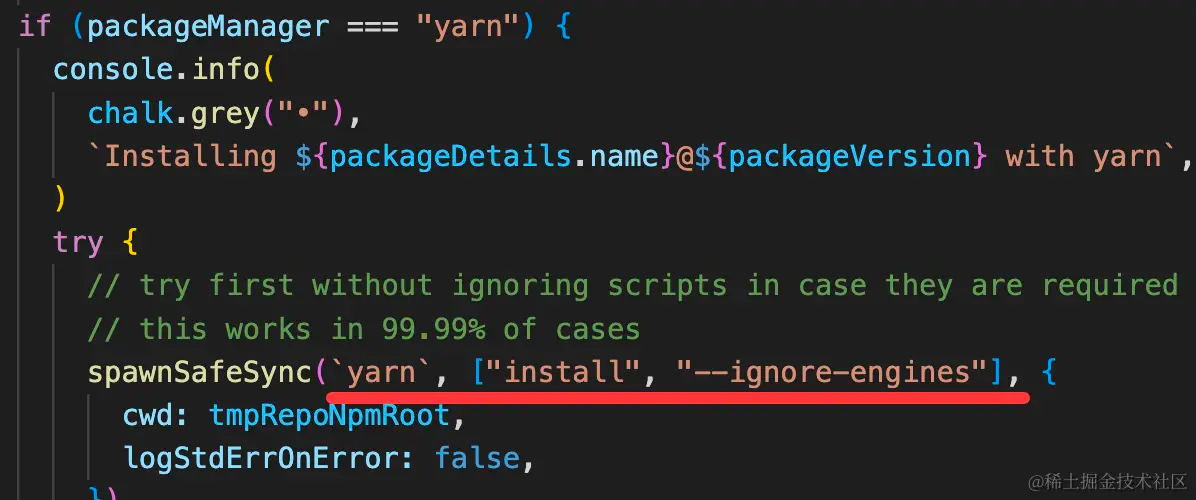 if (packageManager === "yarn") {
console.info(
chalk.grey("•"),
`Installing ${packageDetails.name}@${packageVersion} with yarn`,
)
try {
// try first without ignoring scripts in case they are required
// this works in 99.99% of cases
spawnSafeSync(`yarn`, ["install", "--ignore-engines"], {
cwd: tmpRepoNpmRoot,
logStdErrOnError: false,
})
@稀土掘金技术社区